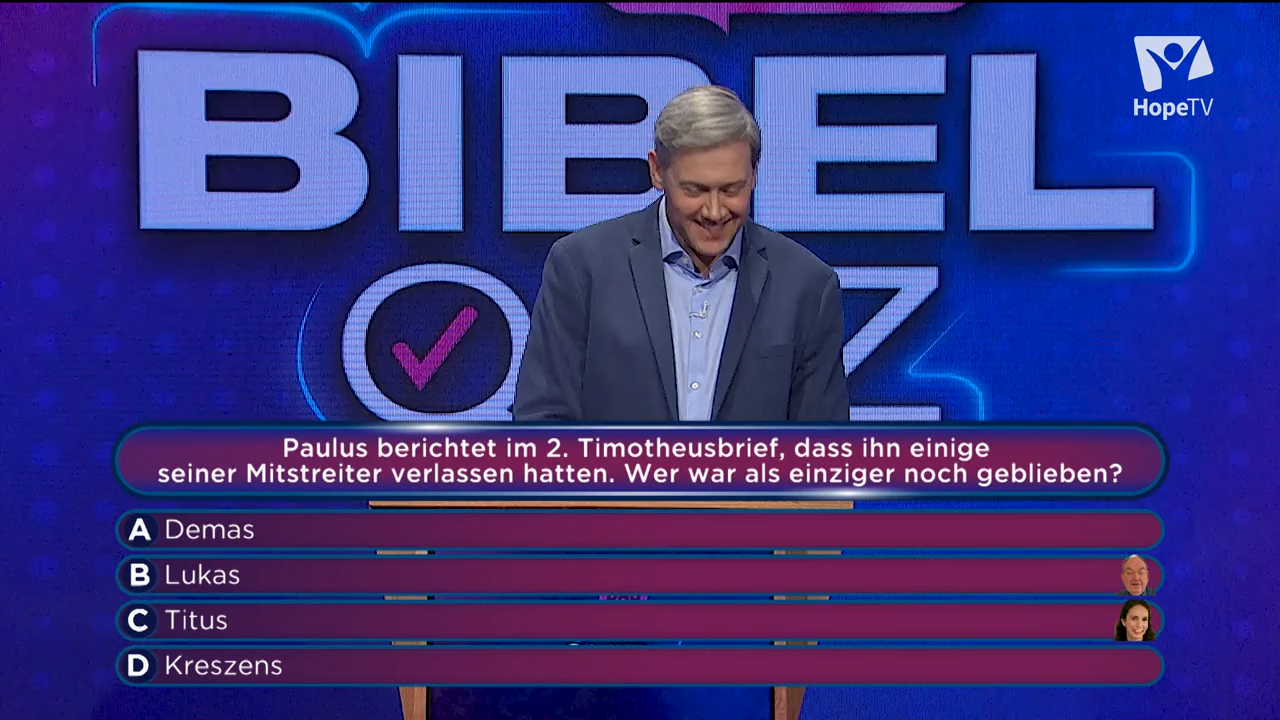 BIBEL
HopeTV
Paulus berichtet im 2. Timotheusbrief, dass ihn einige
seiner Mitstreiter verlassen hatten. Wer war als einziger noch geblieben?
A Demas
B Lukas
C Titus
D Kreszens